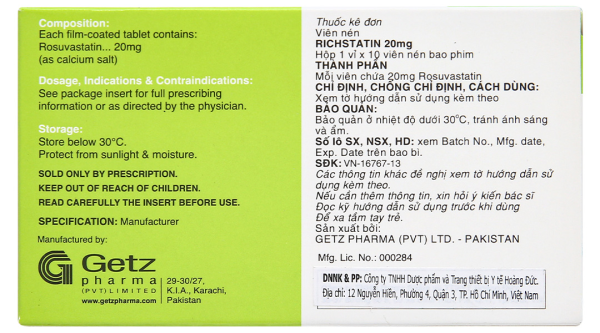 Composition:
Each film-coated tablet contains:
Rosuvastatin... 20mg
(as calcium salt)
Dosage, Indications & Contraindications:
See package insert for full prescribing
information or as directed by the physician.
Storage:
Store below 30°C.
Protect from sunlight & moisture.
SOLD ONLY BY PRESCRIPTION.
KEEP OUT OF REACH OF CHILDREN.
READ CAREFULLY THE INSERT BEFORE USE.
SPECIFICATION: Manufacturer
Manufactured by:
Getz
pharma
(PVT) LIMITED
www.getzpharma.com
29-30/27,
K.I.A., Karachi,
Pakistan
Thuốc kê đơn
Viên nén
RICHSTATIN 20mg
Hộp 1 vỉ x 10 viên nén bao phim
THÀNH PHẦN
Mỗi viên chứa 20mg Rosuvastatin
CHỈ ĐỊNH, CHỐNG CHỈ ĐỊNH, CÁCH DÙNG:
Xem tờ hướng dẫn sử dụng kèm theo
BẢO QUẢN:
Bảo quản ở nhiệt độ dưới 30°C, tránh ánh sáng
và ẩm.
Số lô SX, NSX, HD: xem Batch No., Mfg. date,
Exp. Date trên bao bì.
SĐK: VN-16767-13
Các thông tin khác đề nghị xem tờ hướng dẫn sử
dụng kèm theo.
Nếu cần thêm thông tin, xin hỏi ý kiến bác sĩ
Đọc kỹ hướng dẫn sử dụng trước khi dùng
Để xa tầm tay trẻ.
Sản xuất bởi:
GETZ PHARMA (PVT) LTD. - PAKISTAN
Mfg. Lic. No.: 000284
DNNK & PP: Công ty TNHH Dược phẩm và Trang thiết bị Y tế Hoàng Đức.
Địa chỉ: 12 Nguyễn Hiền, Phường 4, Quận 3, TP. Hồ Chí Minh, Việt Nam